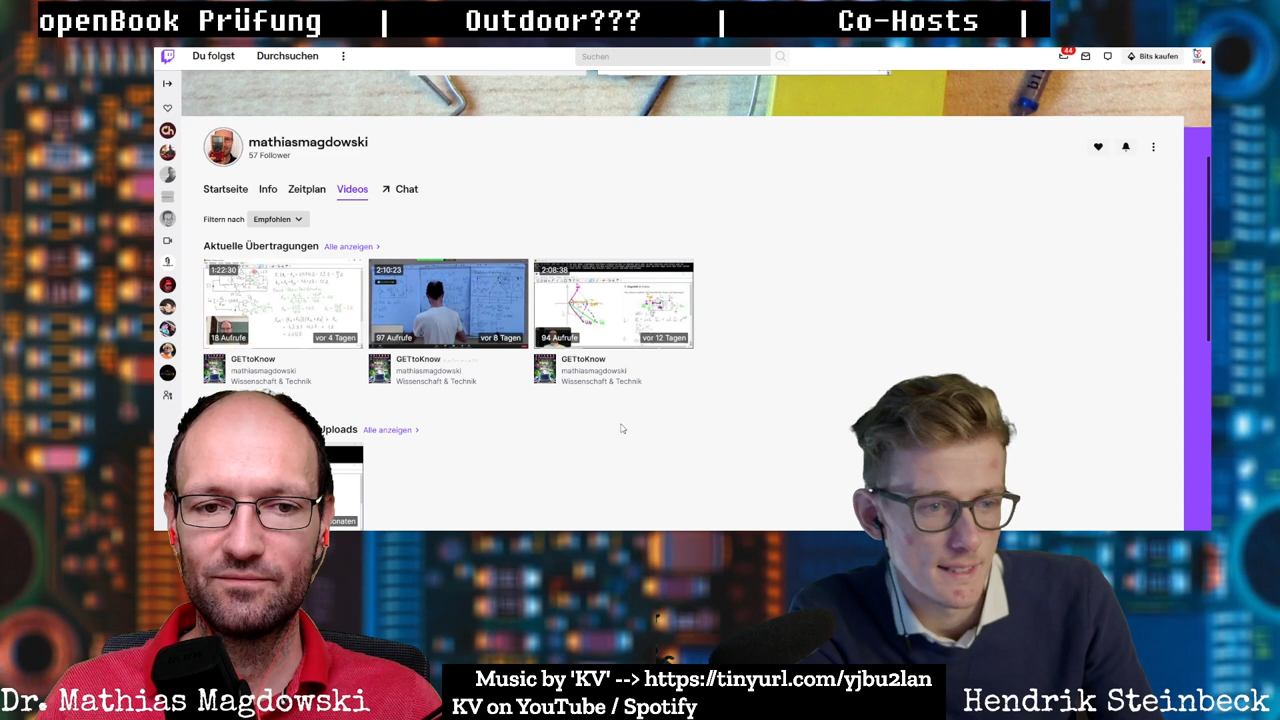 openBook Prüfung | Outdoor??? | Co-Hosts |
Du folgst Durchsuchen Suchen 44 Bits kaufen
mathiasmagdowski
57 Follower
Startseite Info Zeitplan Videos Chat
Filtern nach Empfohlen
Aktuelle Übertragungen Alle anzeigen
1:22:30 2:10:23 2:08:38
18 Aufrufe vor 4 Tagen 97 Aufrufe vor 8 Tagen 94 Aufrufe vor 12 Tagen
GETtoKnow GETtoKnow GETtoKnow
mathiasmagdowski mathiasmagdowski mathiasmagdowski
Wissenschaft & Technik Wissenschaft & Technik Wissenschaft & Technik
Uploads Alle anzeigen
Music by 'KV' --> https://tinyurl.com/yjbu2lan
KV on YouTube / Spotify
Dr. Mathias Magdowski
Hendrik Steinbeck